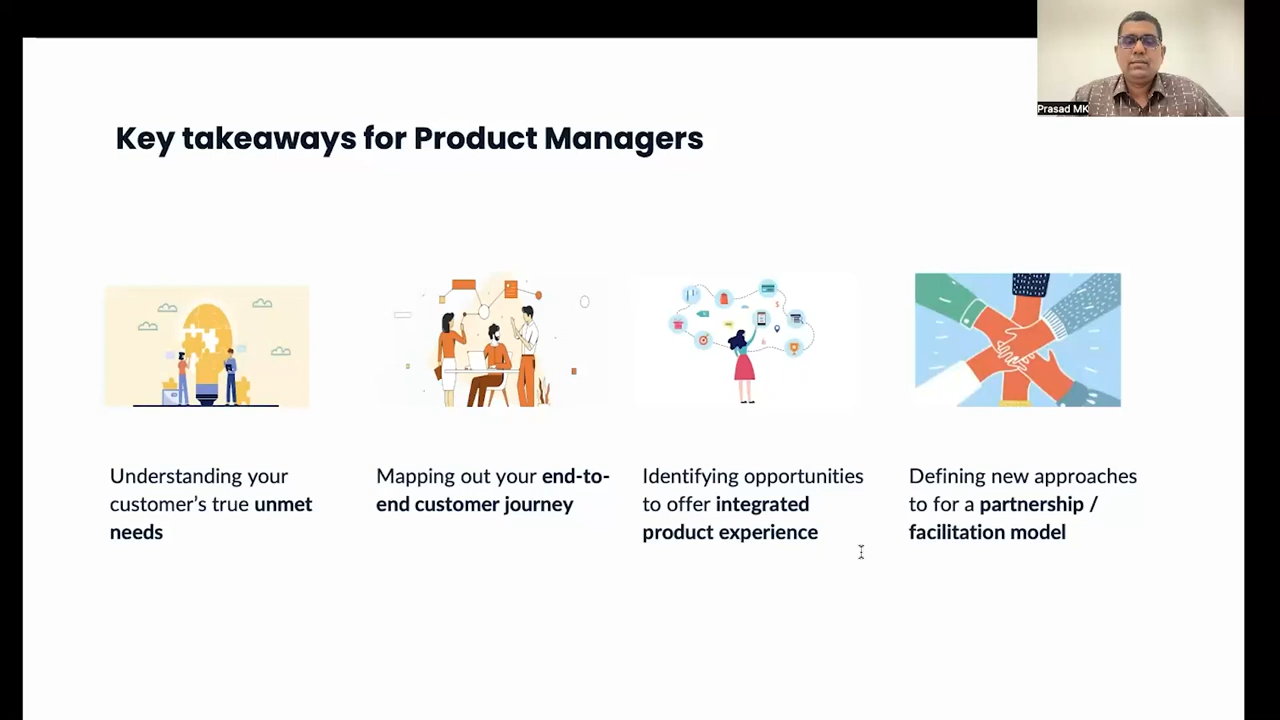 Prasad MK
Key takeaways for Product Managers
Understanding your
customer's true unmet
needs
Mapping out your end-to-
end customer journey
Identifying opportunities
to offer integrated
product experience
Defining new approaches
to for a partnership /
facilitation model